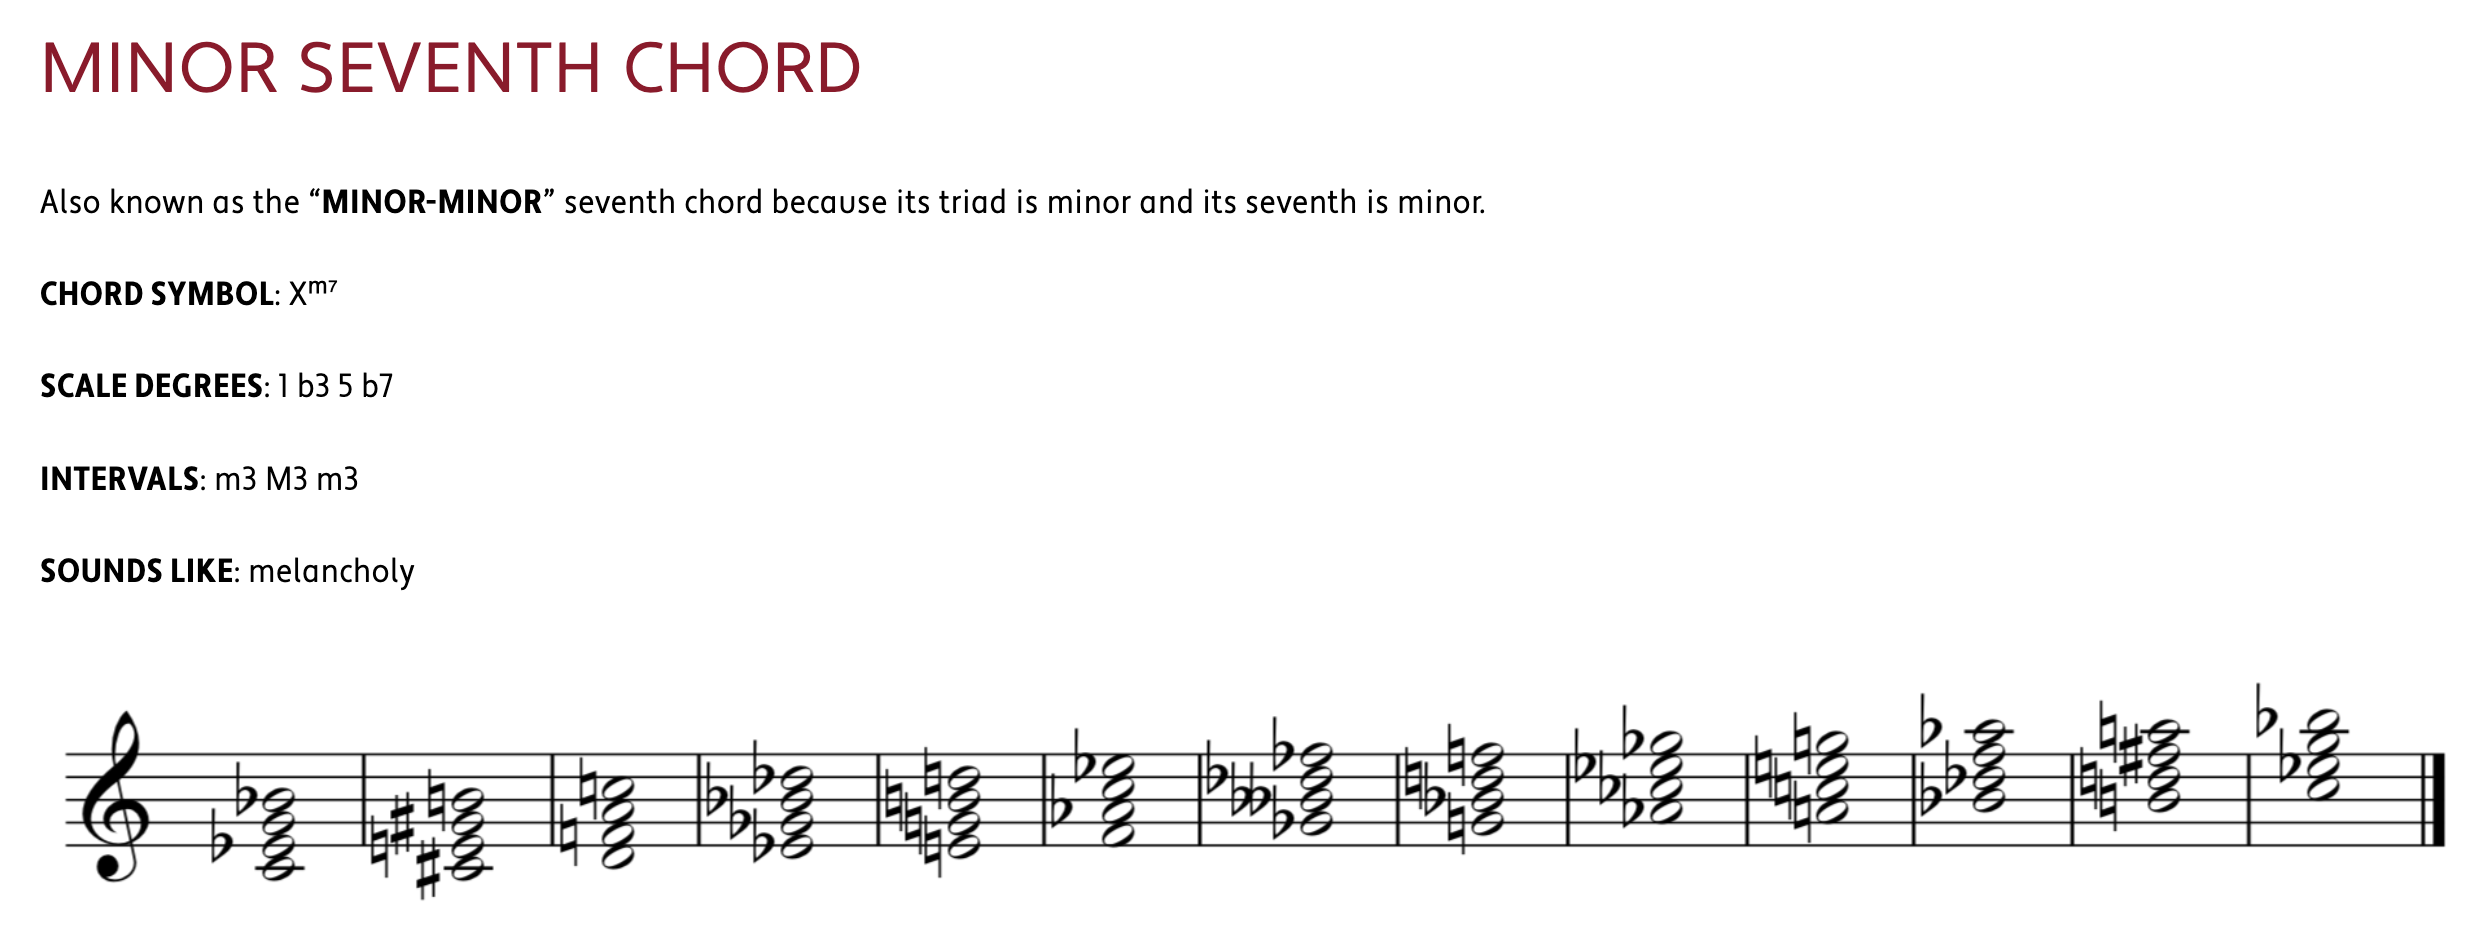 MINOR SEVENTH CHORD
Also known as the “MINOR-MINOR” seventh chord because its triad is minor and its seventh is minor.
CHORD SYMBOL: Xᵐ⁷
SCALE DEGREES: 1 b3 5 b7
INTERVALS: m3 M3 m3
SOUNDS LIKE: melancholy